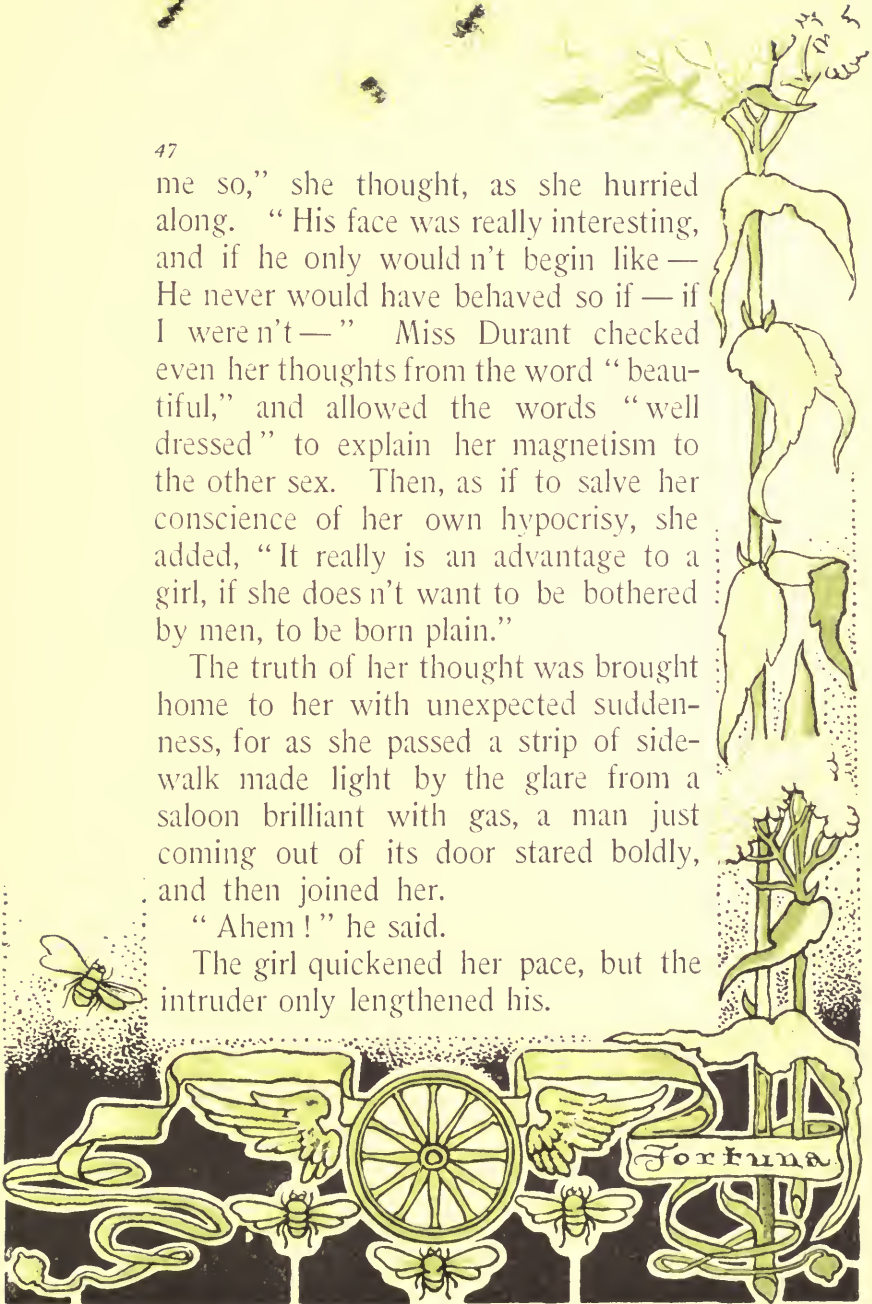 47
me so,” she thought, as she hurried
along. “ His face was really interesting,
and if he only would n’t begin like —
He never would have behaved so if — if
I were n’t — ” Miss Durant checked
even her thoughts from the word “ beau-
tiful,” and allowed the words “ well
dressed ” to explain her magnetism to
the other sex. Then, as if to salve her
conscience of her own hypocrisy, she
added, “ It really is an advantage to a
girl, if she does n’t want to be bothered
by men, to be born plain.”
The truth of her thought was brought
home to her with unexpected sudden-
ness, for as she passed a strip of side-
walk made light by the glare from a
saloon brilliant with gas, a man just
coming out of its door stared boldly,
and then joined her.
“ Ahem ! ” he said.
The girl quickened her pace, but the
intruder only lengthened his.
Fortuna